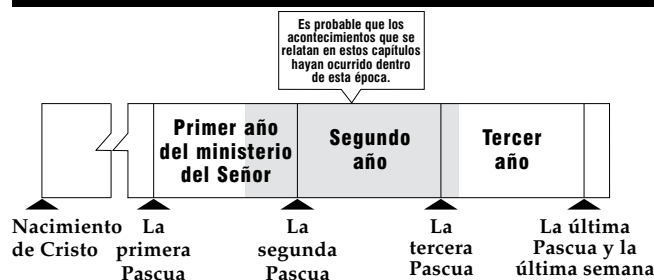 Es probable que los
acontecimientos que se
relatan en estos capítulos
hayan ocurrido dentro
de esta época.
Primer año
del ministerio
del Señor
Segundo
año
Tercer
año
Nacimiento
de Cristo
La
primera
Pascua
La
segunda
Pascua
La
tercera
Pascua
La última
Pascua y la
última semana